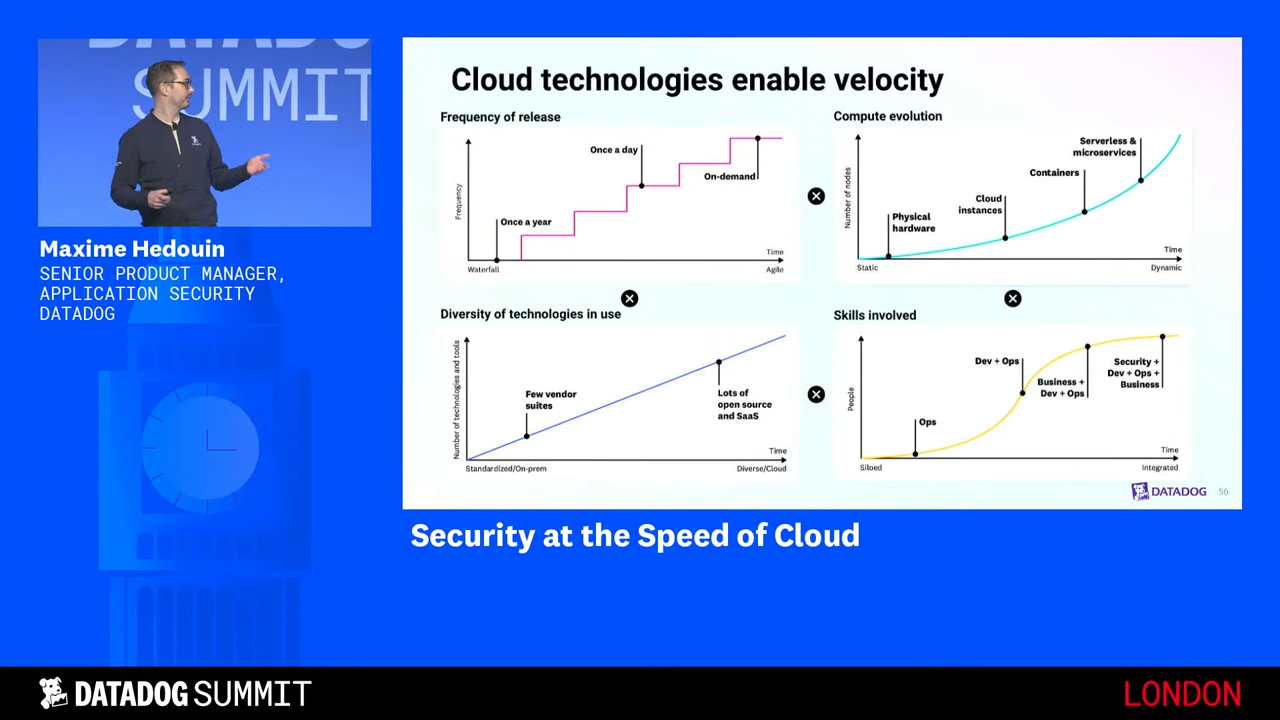 DATADOG
SUMMIT
Maxime Hedouin
SENIOR PRODUCT MANAGER,
APPLICATION SECURITY
DATADOG
Cloud technologies enable velocity
Frequency of release
Frequency
Once a year
Once a day
On-demand
Time
Waterfall
Agile
Compute evolution
Number of nodes
Physical
hardware
Cloud
instances
Containers
Serverless &
microservices
Time
Static
Dynamic
Diversity of technologies in use
Number of technologies and tools
Few vendor
suites
Lots of
open source
and SaaS
Time
Standardized/On-prem
Diverse/Cloud
Skills involved
People
Ops
Dev + Ops
Business +
Dev + Ops
Security +
Dev + Ops +
Business
Time
Siloed
Integrated
DATADOG
56
Security at the Speed of Cloud
DATADOG SUMMIT
LONDON